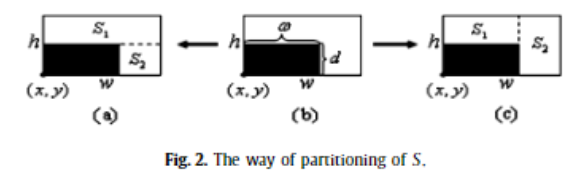 S₁ ω S₁
h S₂ h d h S₂
(x, y) w (x, y) w (x, y) w
(a) (b) (c)
Fig. 2. The way of partitioning of S.